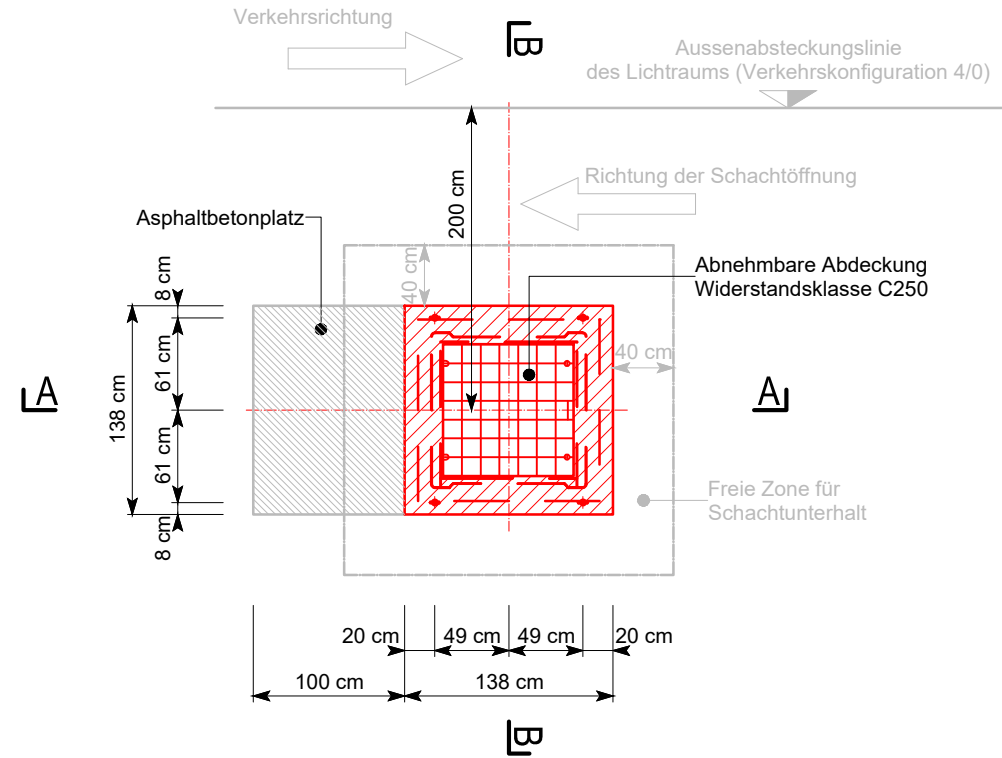 Verkehrsrichtung
B
Aussenabsteckungslinie
des Lichtraums (Verkehrskonfiguration 4/0)
200 cm
Richtung der Schachtöffnung
Asphaltbetonplatz
40 cm
Abnehmbare Abdeckung
Widerstandsklasse C250
8 cm
61 cm
138 cm
61 cm
8 cm
40 cm
A
A
Freie Zone für
Schachtunterhalt
20 cm
49 cm
49 cm
20 cm
100 cm
138 cm
B